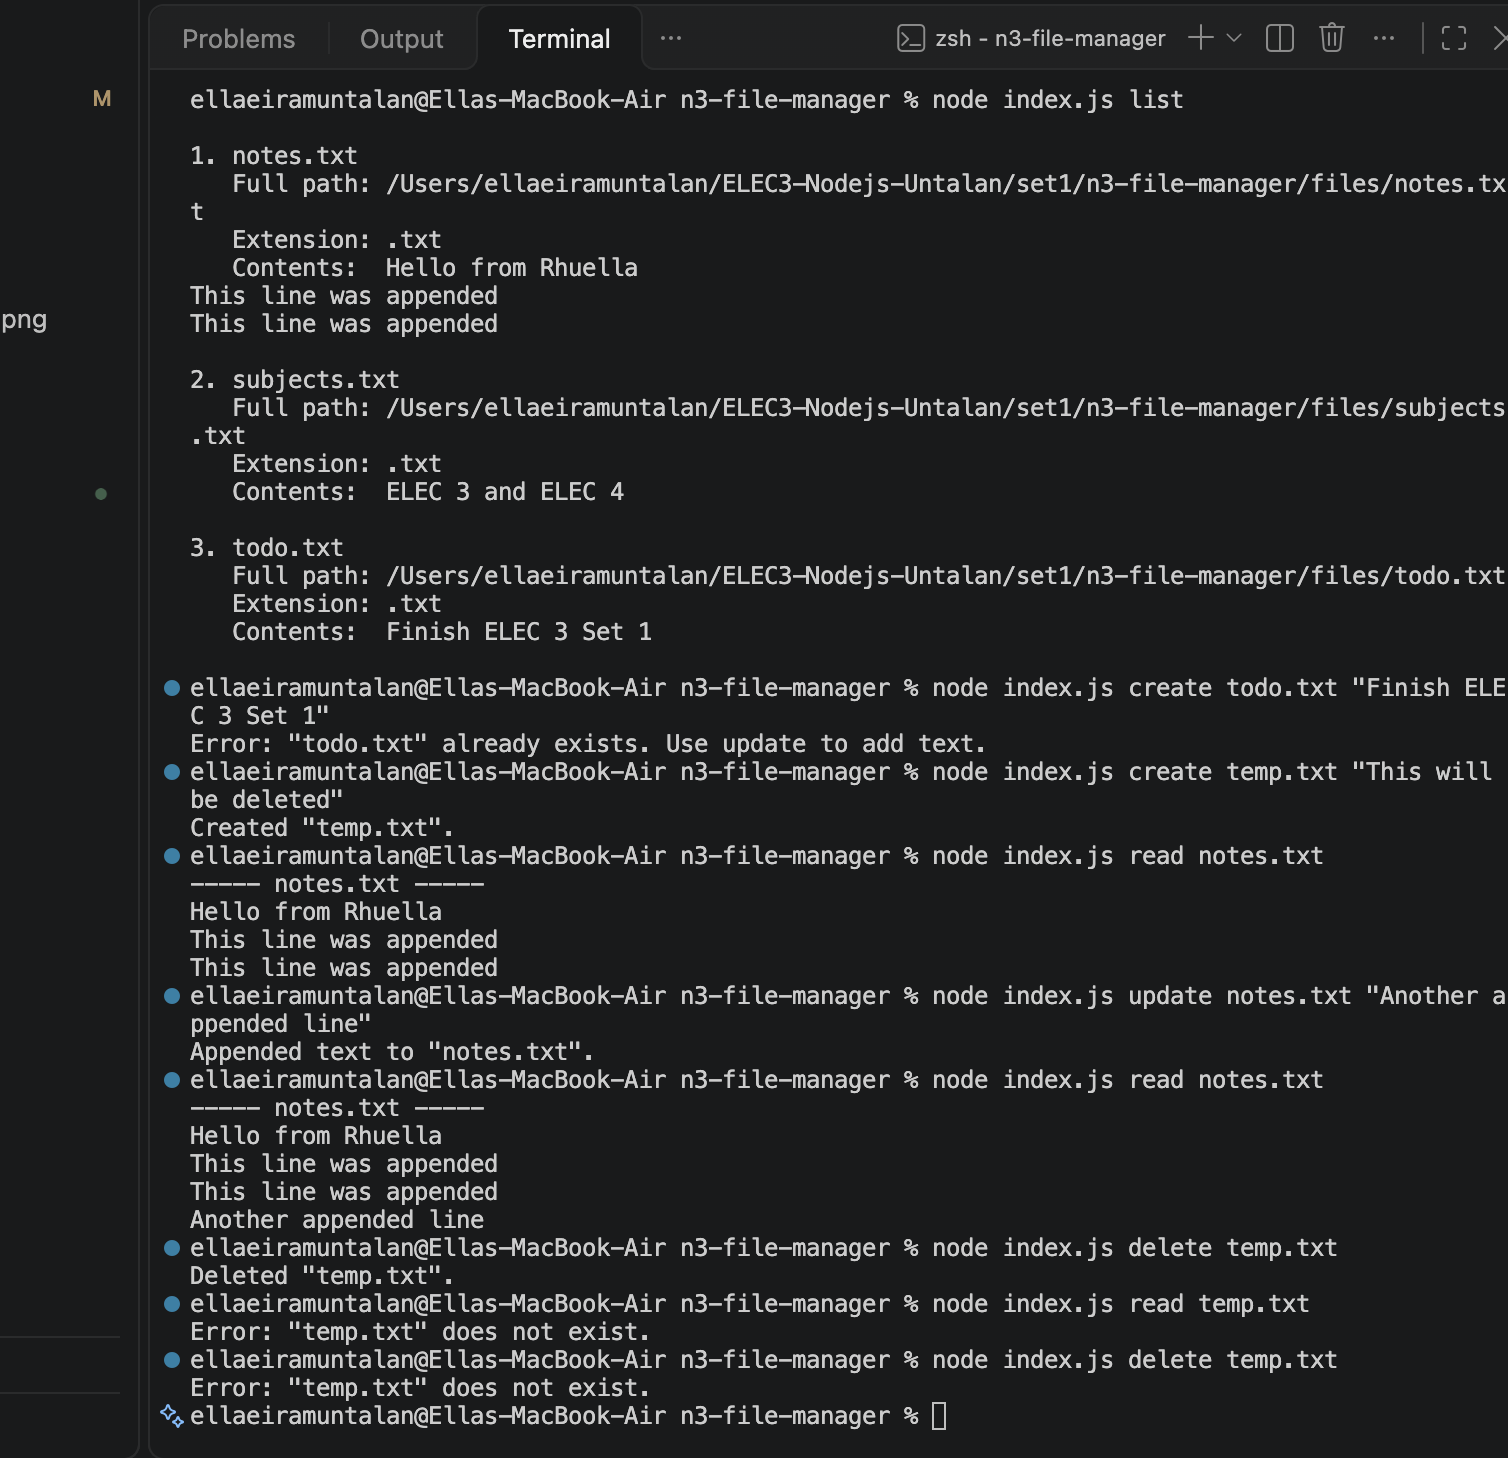 Problems Output Terminal ··· zsh - n3-file-manager ···
M
png
ellaeiramuntalan@Ellas-MacBook-Air n3-file-manager % node index.js list
1. notes.txt
Full path: /Users/ellaeiramuntalan/ELEC3-Nodejs-Untalan/set1/n3-file-manager/files/notes.tx
t
Extension: .txt
Contents: Hello from Rhuella
This line was appended
This line was appended
2. subjects.txt
Full path: /Users/ellaeiramuntalan/ELEC3-Nodejs-Untalan/set1/n3-file-manager/files/subjects
.txt
Extension: .txt
Contents: ELEC 3 and ELEC 4
3. todo.txt
Full path: /Users/ellaeiramuntalan/ELEC3-Nodejs-Untalan/set1/n3-file-manager/files/todo.txt
Extension: .txt
Contents: Finish ELEC 3 Set 1
ellaeiramuntalan@Ellas-MacBook-Air n3-file-manager % node index.js create todo.txt "Finish ELE
C 3 Set 1"
Error: "todo.txt" already exists. Use update to add text.
ellaeiramuntalan@Ellas-MacBook-Air n3-file-manager % node index.js create temp.txt "This will
be deleted"
Created "temp.txt".
ellaeiramuntalan@Ellas-MacBook-Air n3-file-manager % node index.js read notes.txt
----- notes.txt -----
Hello from Rhuella
This line was appended
This line was appended
ellaeiramuntalan@Ellas-MacBook-Air n3-file-manager % node index.js update notes.txt "Another a
ppended line"
Appended text to "notes.txt".
ellaeiramuntalan@Ellas-MacBook-Air n3-file-manager % node index.js read notes.txt
----- notes.txt -----
Hello from Rhuella
This line was appended
This line was appended
Another appended line
ellaeiramuntalan@Ellas-MacBook-Air n3-file-manager % node index.js delete temp.txt
Deleted "temp.txt".
ellaeiramuntalan@Ellas-MacBook-Air n3-file-manager % node index.js read temp.txt
Error: "temp.txt" does not exist.
ellaeiramuntalan@Ellas-MacBook-Air n3-file-manager % node index.js delete temp.txt
Error: "temp.txt" does not exist.
ellaeiramuntalan@Ellas-MacBook-Air n3-file-manager %